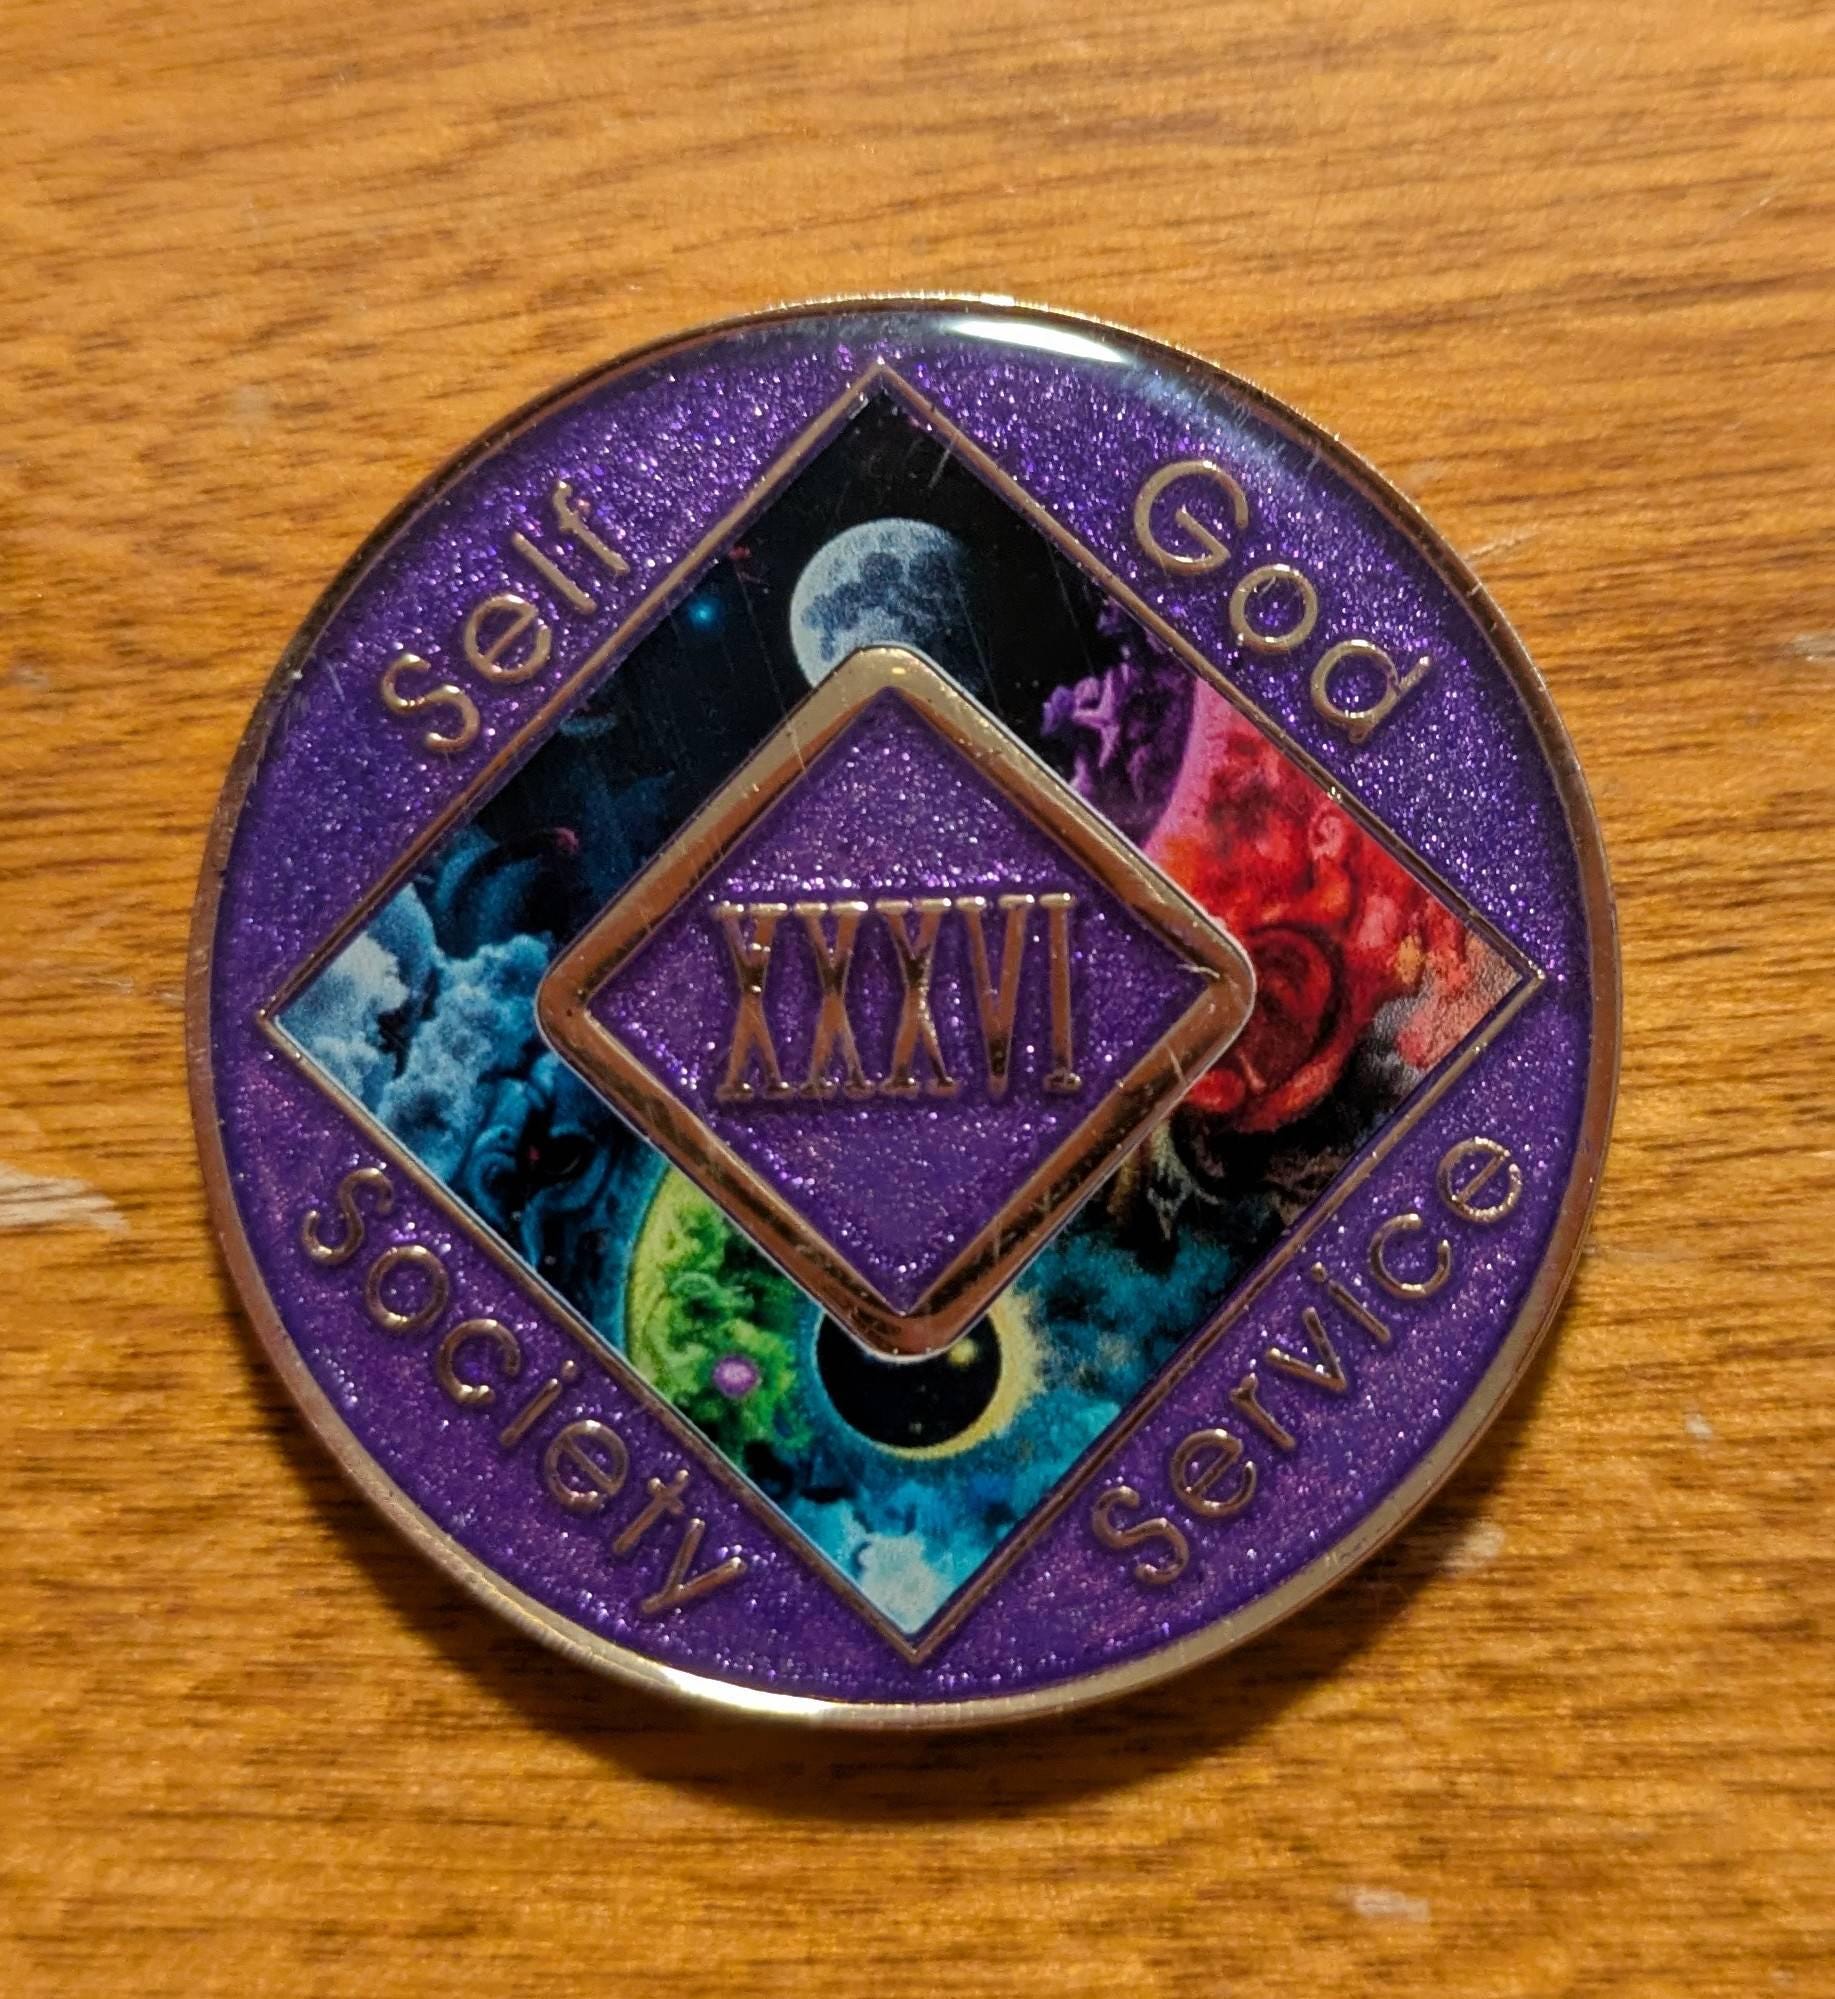 Self
God
XXXVI
Society
Service